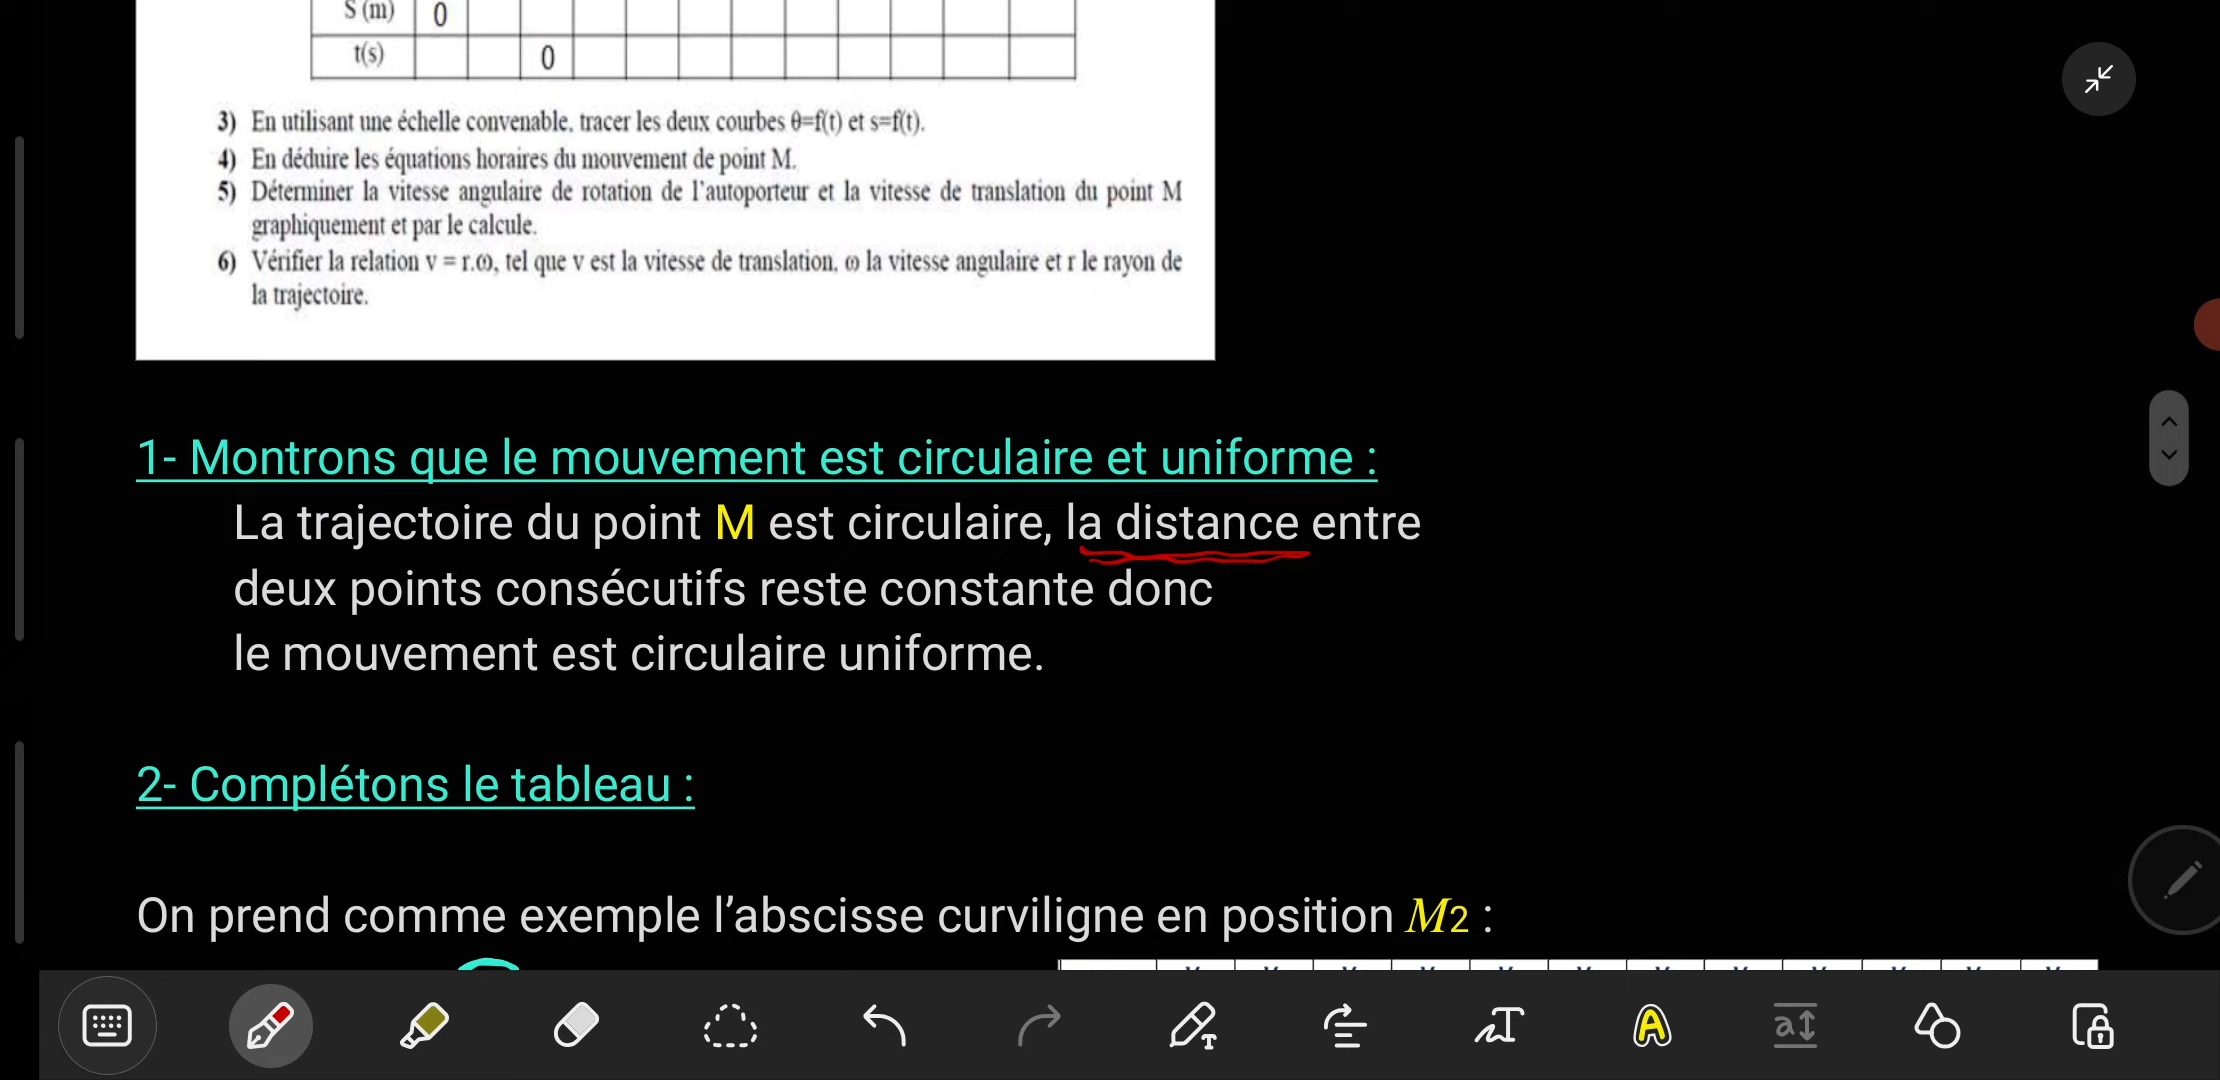 S (m) 0
t(s) 0
3) En utilisant une échelle convenable, tracer les deux courbes θ=f(t) et s=f(t).
4) En déduire les équations horaires du mouvement de point M.
5) Déterminer la vitesse angulaire de rotation de l'autoporteur et la vitesse de translation du point M
graphiquement et par le calcule.
6) Vérifier la relation v = r.ω, tel que v est la vitesse de translation, ω la vitesse angulaire et r le rayon de
la trajectoire.
1- Montrons que le mouvement est circulaire et uniforme :
La trajectoire du point M est circulaire, la distance entre
deux points consécutifs reste constante donc
le mouvement est circulaire uniforme.
2- Complétons le tableau :
On prend comme exemple l’abscisse curviligne en position M2 :